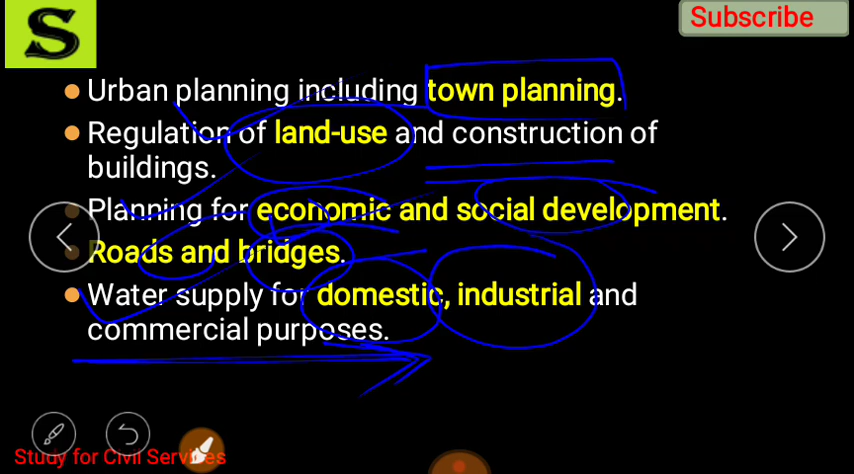 S
Subscribe
Urban planning including town planning.
Regulation of land-use and construction of
buildings.
Planning for economic and social development.
Roads and bridges.
Water supply for domestic, industrial and
commercial purposes.
Study for Civil Services